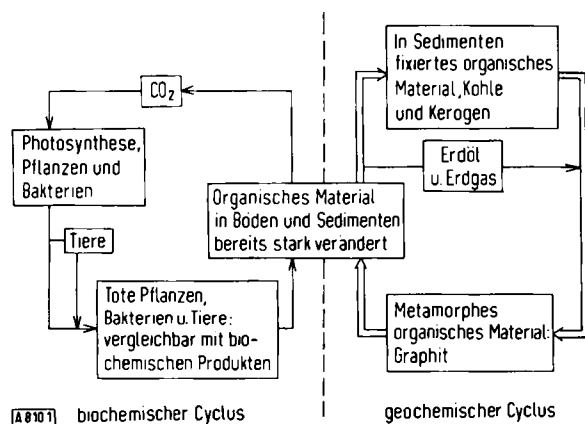 CO₂
Photosynthese,
Pflanzen und
Bakterien
Tiere
Tote Pflanzen,
Bakterien u. Tiere:
vergleichbar mit bio-
chemischen Produkten
Organisches Material
in Böden und Sedimenten
bereits stark verändert
In Sedimenten
fixiertes organisches
Material, Kohle
und Kerogen
Erdöl
u. Erdgas
Metamorphes
organisches Material:
Graphit
A 810 1
biochemischer Cyclus
geochemischer Cyclus